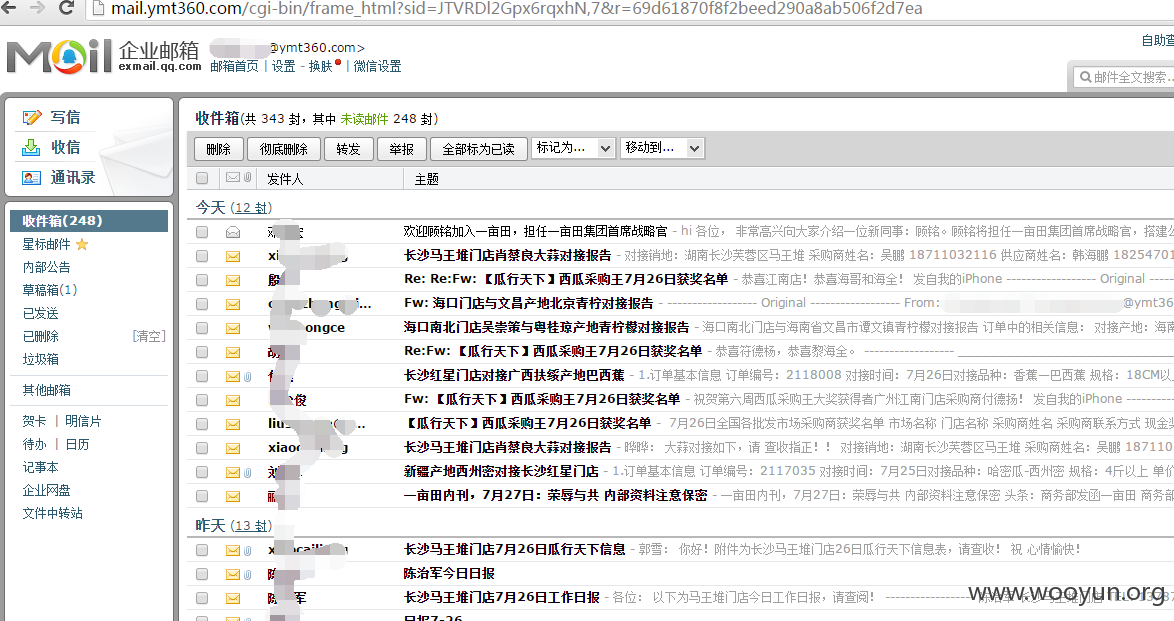 mail.ymt360.com/cgi-bin/frame_html?sid=JTVRDl2Gpx6rqxhN,7&r=69d61870f8f2beed290a8ab506f2d7ea
Mail 企业邮箱
exmail.qq.com
@ymt360.com>
邮箱首页 | 设置 - 换肤 | 微信设置
自助查
邮件全文搜索...
写信
收信
通讯录
收件箱(248)
星标邮件
内部公告
草稿箱(1)
已发送
已删除 [清空]
垃圾箱
其他邮箱
贺卡 | 明信片
待办 | 日历
记事本
企业网盘
文件中转站
收件箱(共 343 封，其中 未读邮件 248 封)
删除 彻底删除 转发 举报 全部标为已读 标记为... 移动到...
发件人 主题
今天 (12 封)
欢迎顾铭加入一亩田，担任一亩田集团首席战略官 - hi 各位， 非常高兴向大家介绍一位新同事：顾铭。顾铭将担任一亩田集团首席战略官，搭建公
xi 长沙马王堆门店肖禁良大蒜对接报告 - 对接销地：湖南长沙芙蓉区马王堆 采购商姓名：吴鹏 18711032116 供应商姓名：韩海鹏 18254701
Re: Re:Fw: 【瓜行天下】西瓜采购王7月26日获奖名单 - 恭喜江南店！恭喜海哥和海全！ 发自我的iPhone ------------------ Original ---------
Fw: 海口门店与文昌产地北京青柠对接报告 - ------------------ Original ------------------ From: @ymt36
ongce 海口南北门店吴崇策与粤桂琼产地青柠檬对接报告 - 海口南北门店与海南省文昌市谭文镇青柠檬对接报告 订单中的相关信息： 对接产地：海南
Re:Fw: 【瓜行天下】西瓜采购王7月26日获奖名单 - 恭喜符德杨，恭喜黎海全。 ------------------
长沙红星门店对接广西扶绥产地巴西蕉 - 1.订单基本信息 订单编号：2118008 对接时间：7月26日对接品种：香蕉一巴西蕉 规格：18CM以
俊 Fw: 【瓜行天下】西瓜采购王7月26日获奖名单 - 祝贺第六周西瓜采购王大奖获得者广州江南门店采购商付德扬！ 发自我的iPhone ----------
【瓜行天下】西瓜采购王7月26日获奖名单 - 7月26日全国各批发市场采购商获奖名单 市场名称 门店名称 采购商姓名 采购商联系方式 现金奖
长沙马王堆门店肖禁良大蒜对接报告 - 晔晔： 大蒜对接如下，请 查收指正！！ 对接销地：湖南长沙芙蓉区马王堆 采购商姓名：吴鹏 187110
新疆产地西州密对接长沙红星门店 - 1.订单基本信息 订单编号：2117035 对接时间：7月25日对接品种：哈密瓜-西州密 规格：4斤以上 单价
一亩田内刊，7月27日：荣辱与共 内部资料注意保密 - 一亩田内刊，7月27日：荣辱与共 内部资料注意保密 头条：商务部发函一亩田 商务部
昨天 (13 封)
长沙马王堆门店7月26日瓜行天下信息 - 郭雪： 你好！附件为长沙马王堆门店26日瓜行天下信息表，请查收！ 祝 心情愉快！
陈治军今日日报
陈 军 长沙马王堆门店7月26日工作日报 - 各位： 以下为马王堆门店今日工作日报，请查阅！
日报7-26
www.wooyun.org